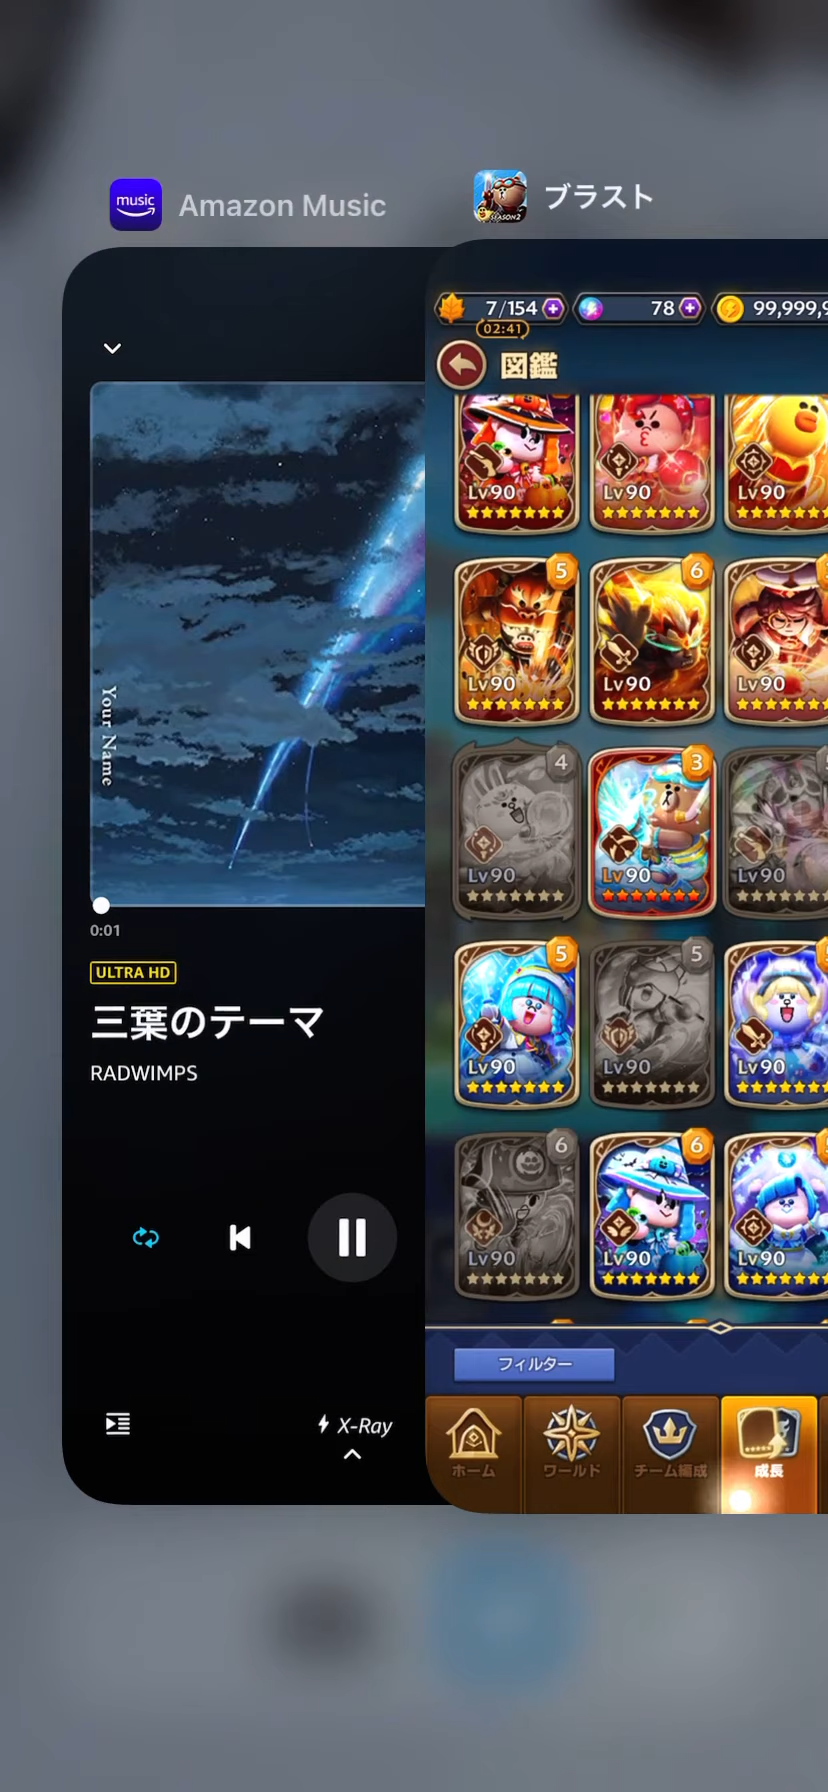 music
Amazon Music
Your Name
0:01
ULTRA HD
三葉のテーマ
RADWIMPS
X-Ray
SEASON2
ブラスト
7/154
78
99,999,9
02:41
図鑑
Lv90
Lv90
Lv90
5
6
Lv90
Lv90
Lv90
4
3
Lv90
Lv90
Lv90
5
5
Lv90
Lv90
Lv90
6
6
Lv90
Lv90
Lv90
フィルター
ホーム
ワールド
チーム編成
成長